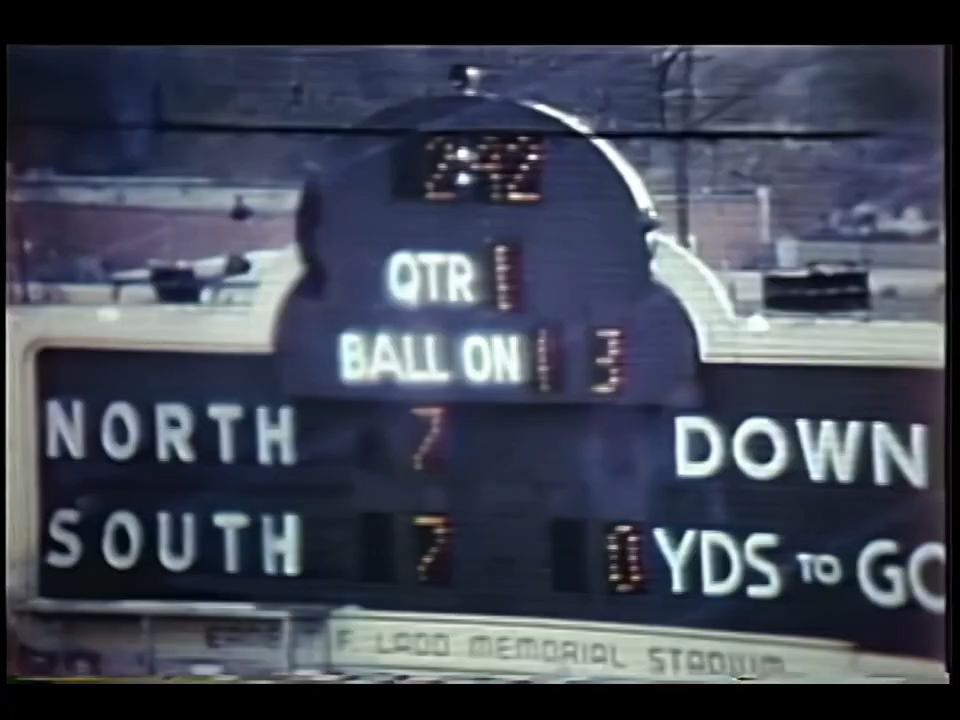 QTR 1
BALL ON 13
NORTH 7 DOWN
SOUTH 7 0 YDS TO GO
F. LADD MEMORIAL STADIUM